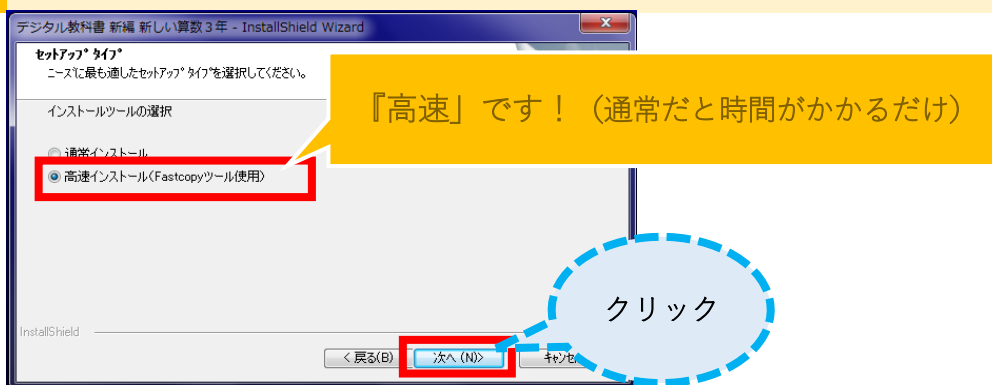 デジタル教科書 新編 新しい算数3年 - InstallShield Wizard
セットアップ タイプ
ニーズに最も適したセットアップ タイプを選択してください。
『高速」です！（通常だと時間がかかるだけ）
インストールツールの選択
通常インストール
高速インストール(Fastcopyツール使用)
クリック
InstallShield
< 戻る(B)
次へ (N)>